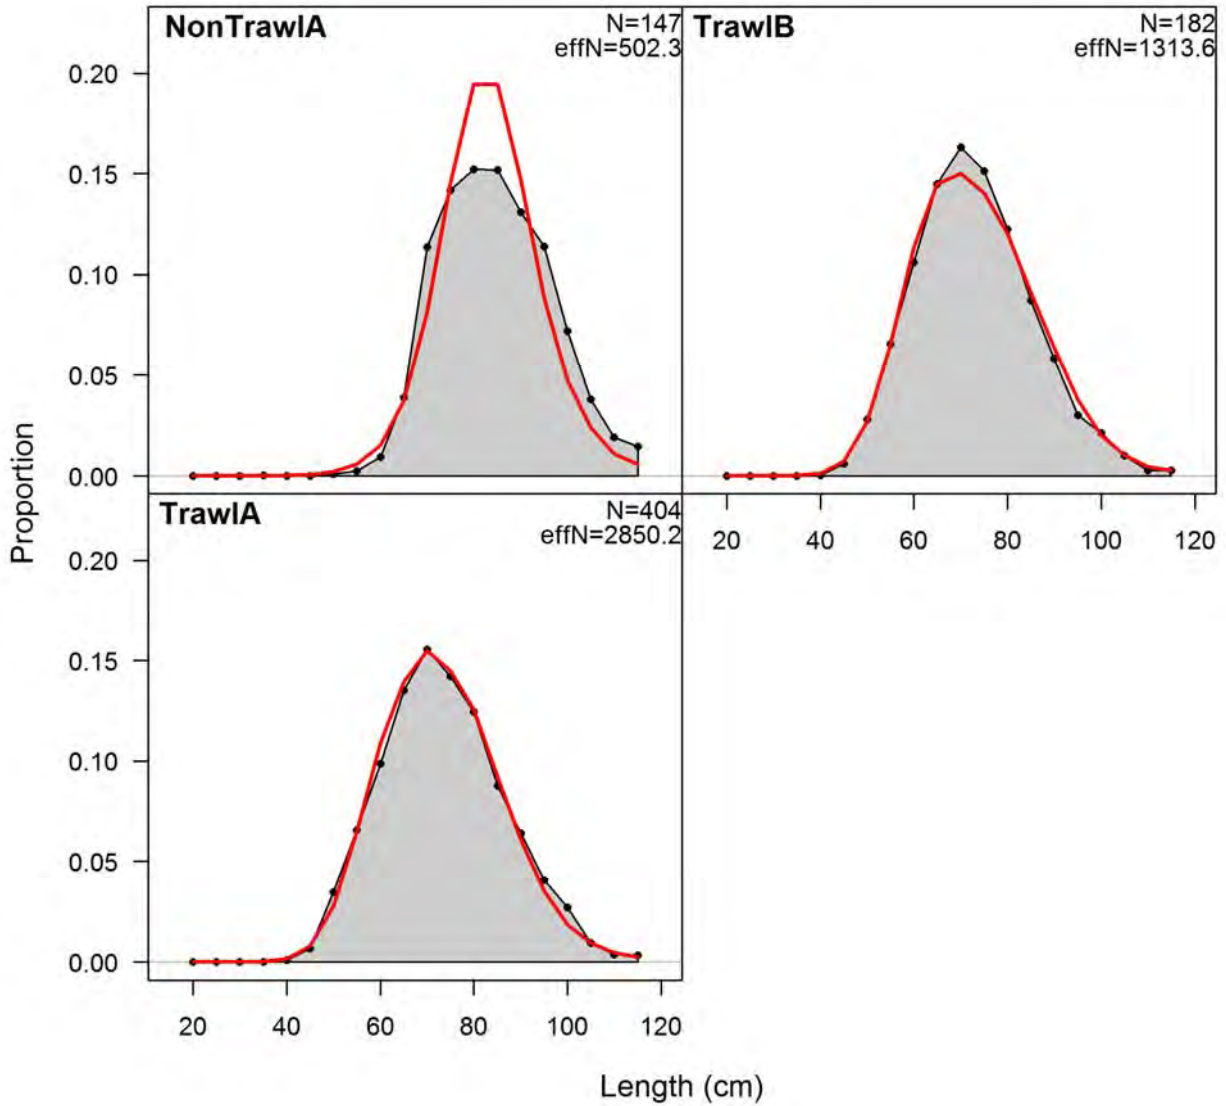 NonTrawlA
N=147
effN=502.3
TrawlB
N=182
effN=1313.6
0.20
0.15
0.10
0.05
0.00
TrawlA
N=404
effN=2850.2
20 40 60 80 100 120
0.20
0.15
0.10
0.05
0.00
20 40 60 80 100 120
Proportion
Length (cm)